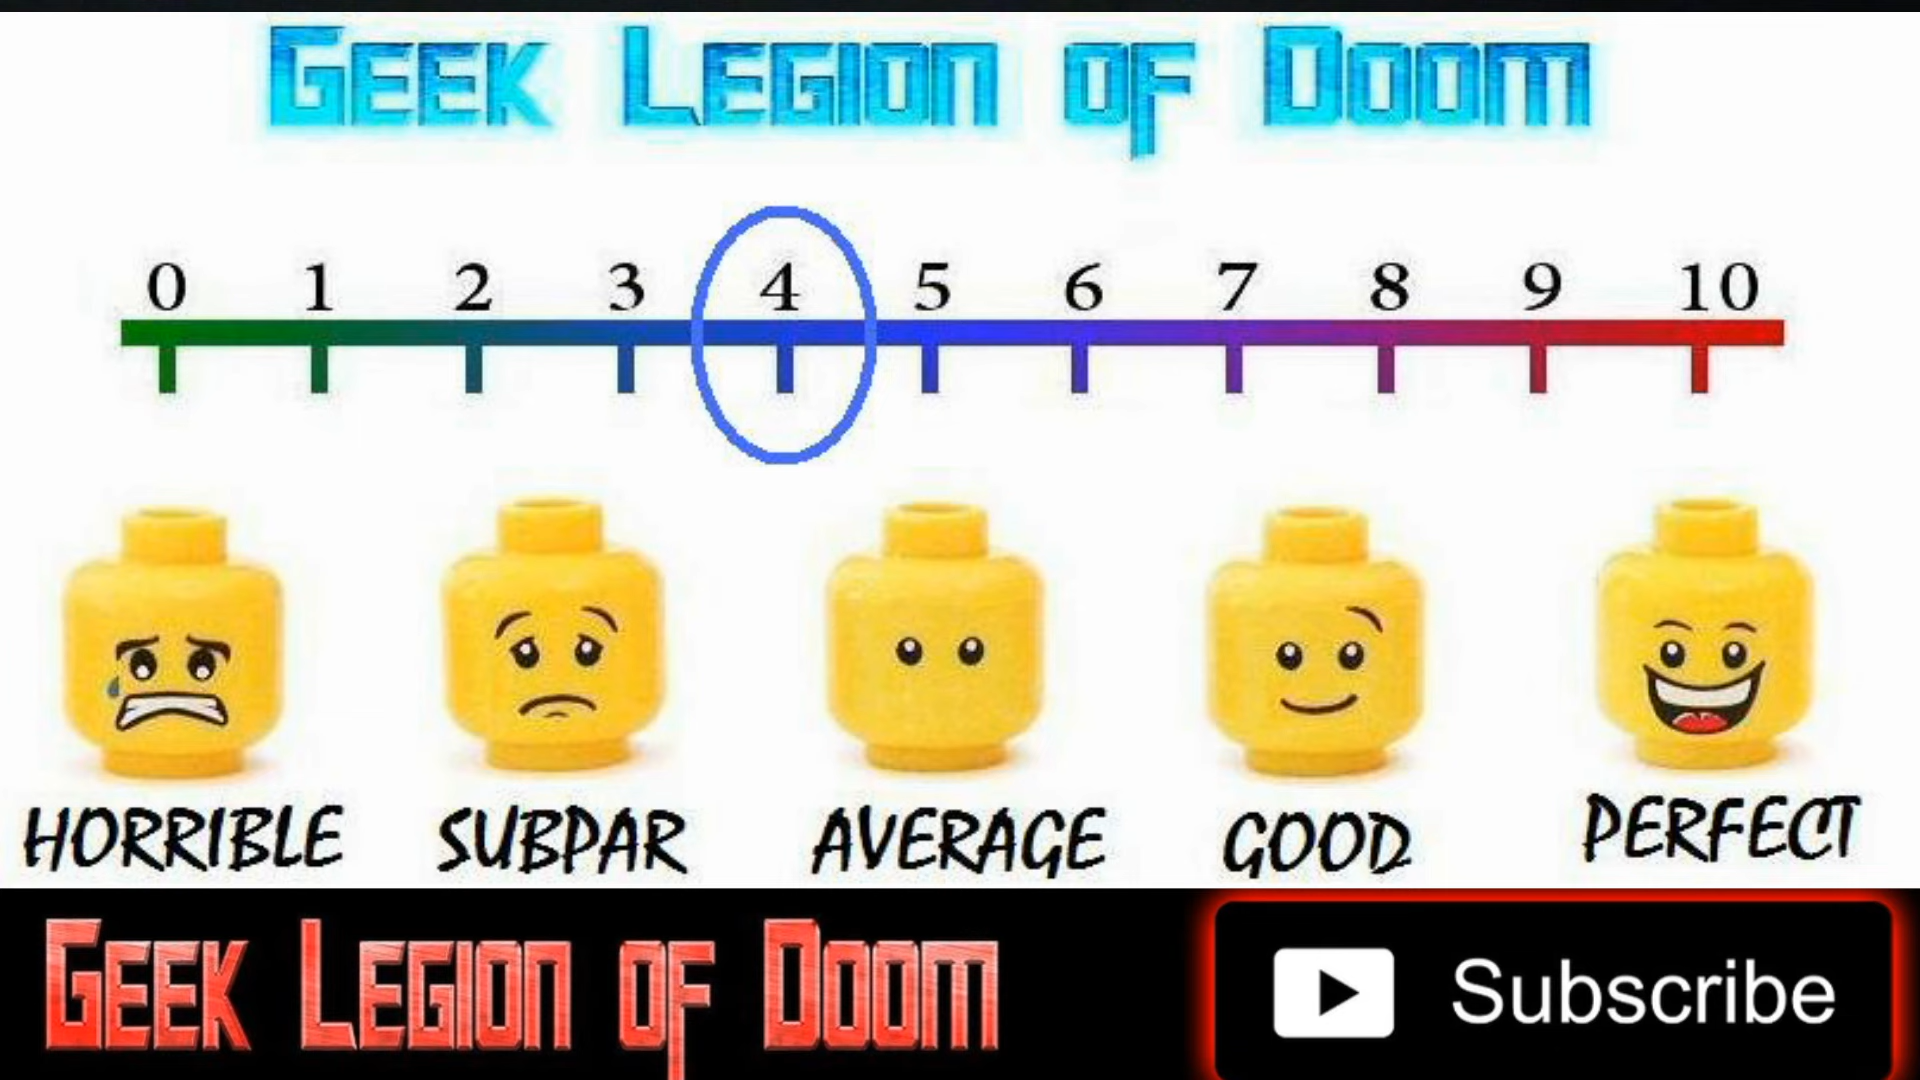 Geek Legion of Doom
0 1 2 3 4 5 6 7 8 9 10
HORRIBLE SUBPAR AVERAGE GOOD PERFECT
Geek Legion of Doom
Subscribe